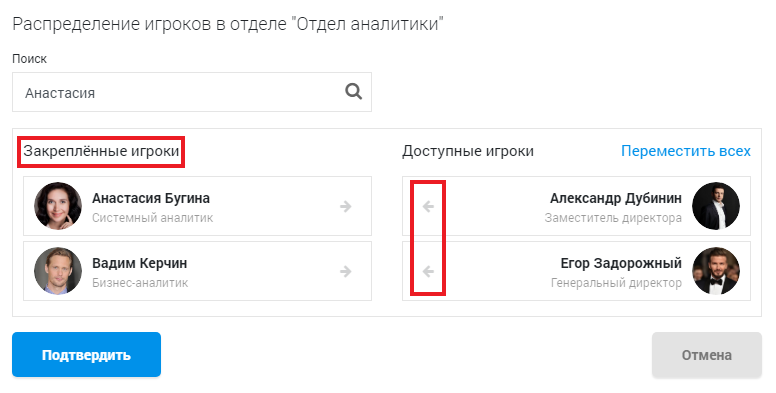 Распределение игроков в отделе "Отдел аналитики"
Поиск
Анастасия
Закреплённые игроки
Доступные игроки
Переместить всех
Анастасия Бугина
Системный аналитик
Александр Дубинин
Заместитель директора
Вадим Керчин
Бизнес-аналитик
Егор Задорожный
Генеральный директор
Подтвердить
Отмена